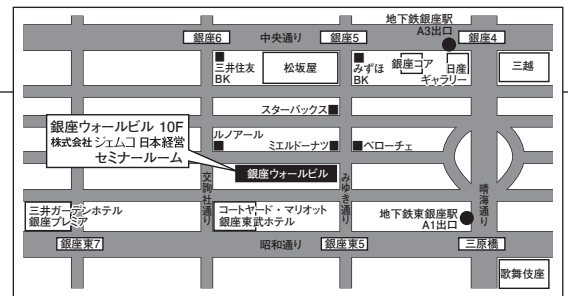 地下鉄銀座駅
A3出口
銀座6
中央通り
銀座5
銀座4
三井住友
BK
松坂屋
みずほ
BK
銀座コア
日産
ギャラリー
三越
スターバックス
銀座ウォールビル 10F
株式会社 ジェムコ 日本経営
セミナールーム
ルノアール
ミエルドーナツ
ベローチェ
銀座ウォールビル
交詢社通り
みゆき通り
晴海通り
三井ガーデンホテル
銀座プレミア
コートヤード・マリオット
銀座東武ホテル
地下鉄東銀座駅
A1出口
銀座東7
昭和通り
銀座東5
三原橋
歌舞伎座